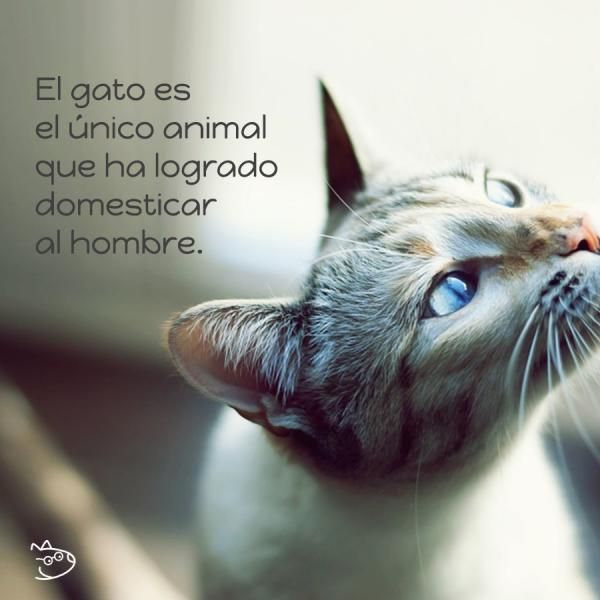 El gato es
el único animal
que ha logrado
domesticar
al hombre.